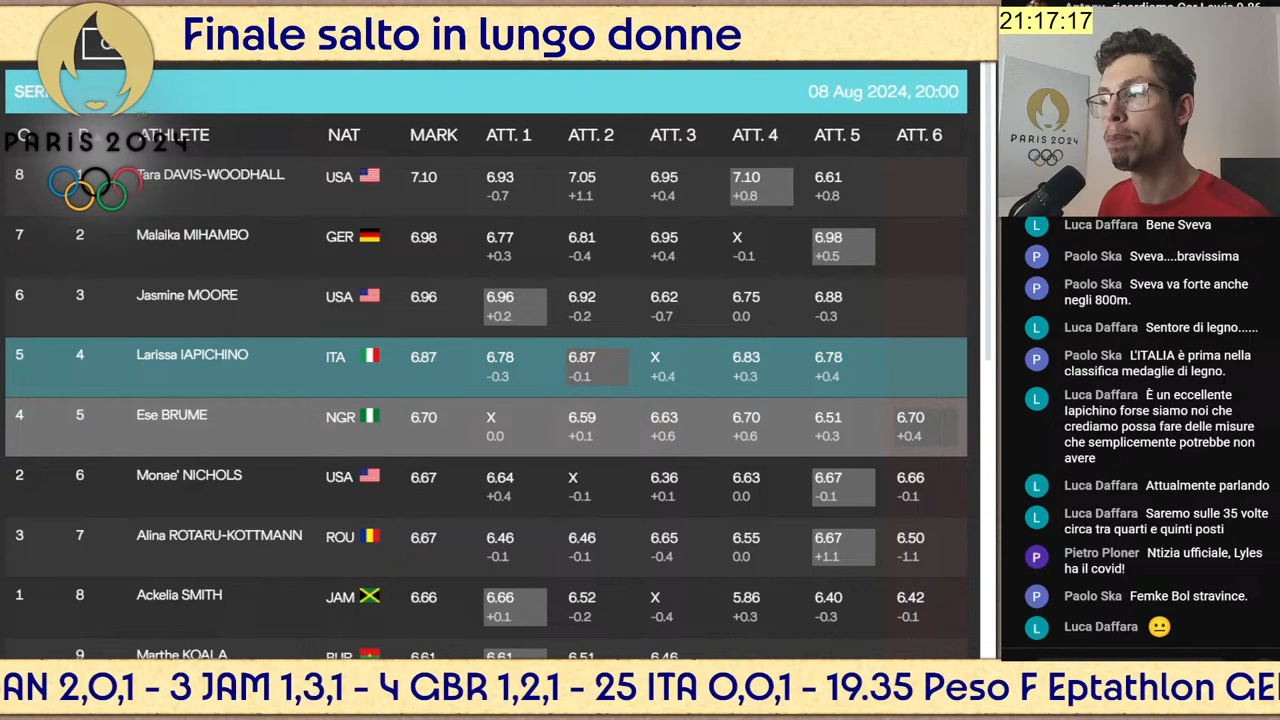 Finale salto in lungo donne
21:17:17
PARIS 2024
PARIS 2024
08 Aug 2024, 20:00
ATHLETE NAT MARK ATT. 1 ATT. 2 ATT. 3 ATT. 4 ATT. 5 ATT. 6
8 1 Tara DAVIS-WOODHALL USA 7.10 6.93 7.05 6.95 7.10 6.61
-0.7 +1.1 +0.4 +0.8 +0.8
7 2 Malaika MIHAMBO GER 6.98 6.77 6.81 6.95 X 6.98
+0.3 -0.4 +0.4 -0.1 +0.5
6 3 Jasmine MOORE USA 6.96 6.96 6.92 6.62 6.75 6.88
+0.2 -0.2 -0.7 0.0 -0.3
5 4 Larissa IAPICHINO ITA 6.87 6.78 6.87 X 6.83 6.78
-0.3 -0.1 +0.4 +0.3 +0.4
4 5 Ese BRUME NGR 6.70 X 6.59 6.63 6.70 6.51 6.70
0.0 +0.1 +0.6 +0.6 +0.3 +0.4
2 6 Monae' NICHOLS USA 6.67 6.64 X 6.36 6.63 6.67 6.66
+0.4 -0.1 +0.1 0.0 -0.1 -0.1
3 7 Alina ROTARU-KOTTMANN ROU 6.67 6.46 6.46 6.65 6.55 6.67 6.50
-0.1 -0.1 -0.4 0.0 +1.1 -1.1
1 8 Ackelia SMITH JAM 6.66 6.66 6.52 X 5.86 6.40 6.42
+0.1 -0.2 -0.4 +0.3 -0.3 -0.1
9 Marthe KOALA BUR 6.61 6.61 6.51 6.46
L Luca Daffara Bene Sveva
P Paolo Ska Sveva....bravissima
P Paolo Ska Sveva va forte anche
negli 800m.
L Luca Daffara Sentore di legno......
P Paolo Ska L'ITALIA è prima nella
classifica medaglie di legno.
L Luca Daffara È un eccellente
Iapichino forse siamo noi che
crediamo possa fare delle misure
che semplicemente potrebbe non
avere
L Luca Daffara Attualmente parlando
L Luca Daffara Saremo sulle 35 volte
circa tra quarti e quinti posti
P Pietro Ploner Ntizia ufficiale, Lyles
ha il covid!
P Paolo Ska Femke Bol stravince.
L Luca Daffara 😐
AN 2,0,1 - 3 JAM 1,3,1 - 4 GBR 1,2,1 - 25 ITA 0,0,1 - 19.35 Peso F Eptathlon GE